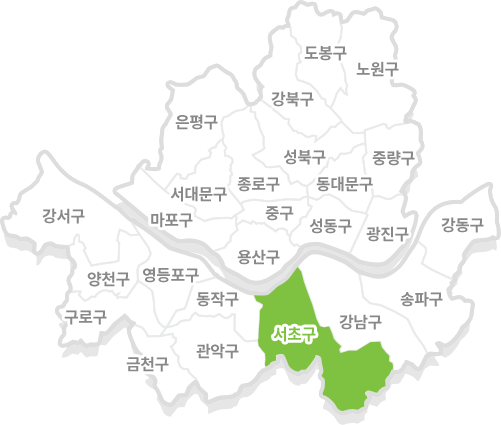 도봉구
노원구
강북구
은평구
성북구
중량구
서대문구
종로구
동대문구
마포구
중구
성동구
광진구
강동구
강서구
용산구
양천구
영등포구
동작구
송파구
구로구
서초구
강남구
금천구
관악구